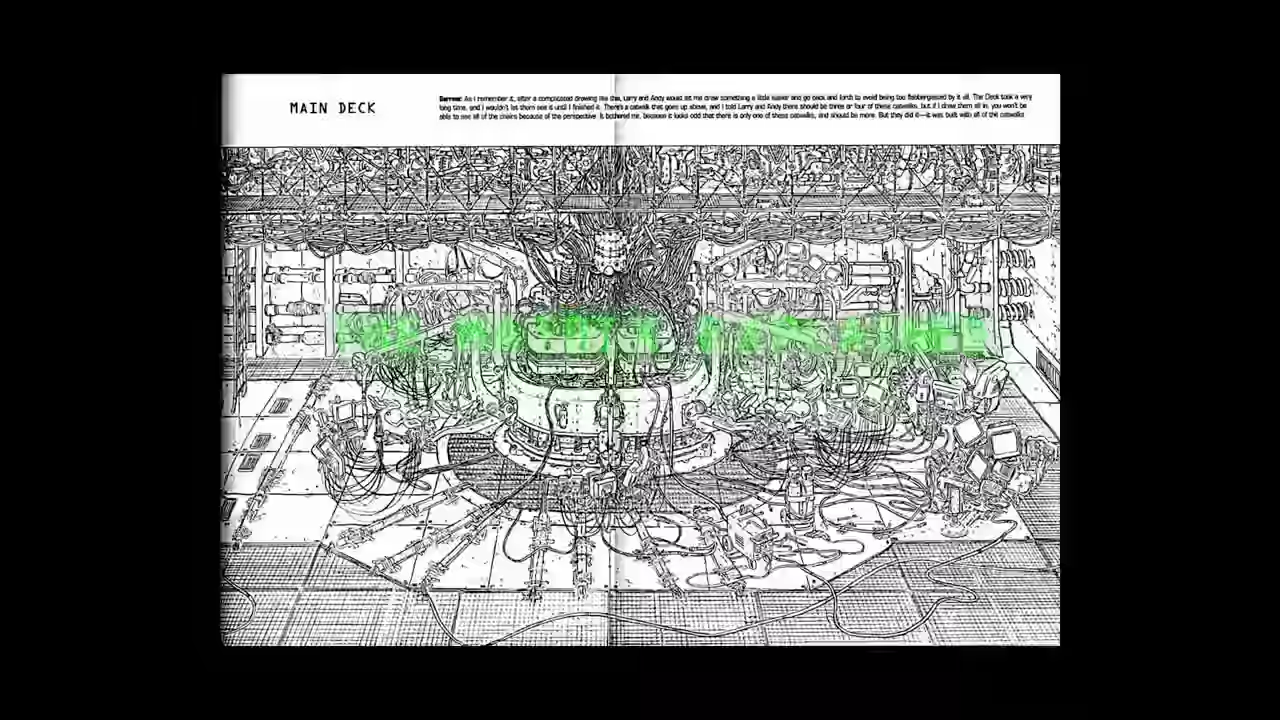 MAIN DECK
Darrow: As I remember it, after a complicated drawing like this, Larry and Andy would let me draw something a little easier and go back and forth to avoid being too flabbergasted by it all. The Deck took a very
long time, and I wouldn't let them see it until I finished it. There's a catwalk that goes up above, and I told Larry and Andy there should be three or four of these catwalks, but if I drew them all in, you won't be
able to see all of the chairs because of the perspective. It bothered me, because it looks odd that there is only one of these catwalks, and should be more. But they did it—it was built with all of the catwalks